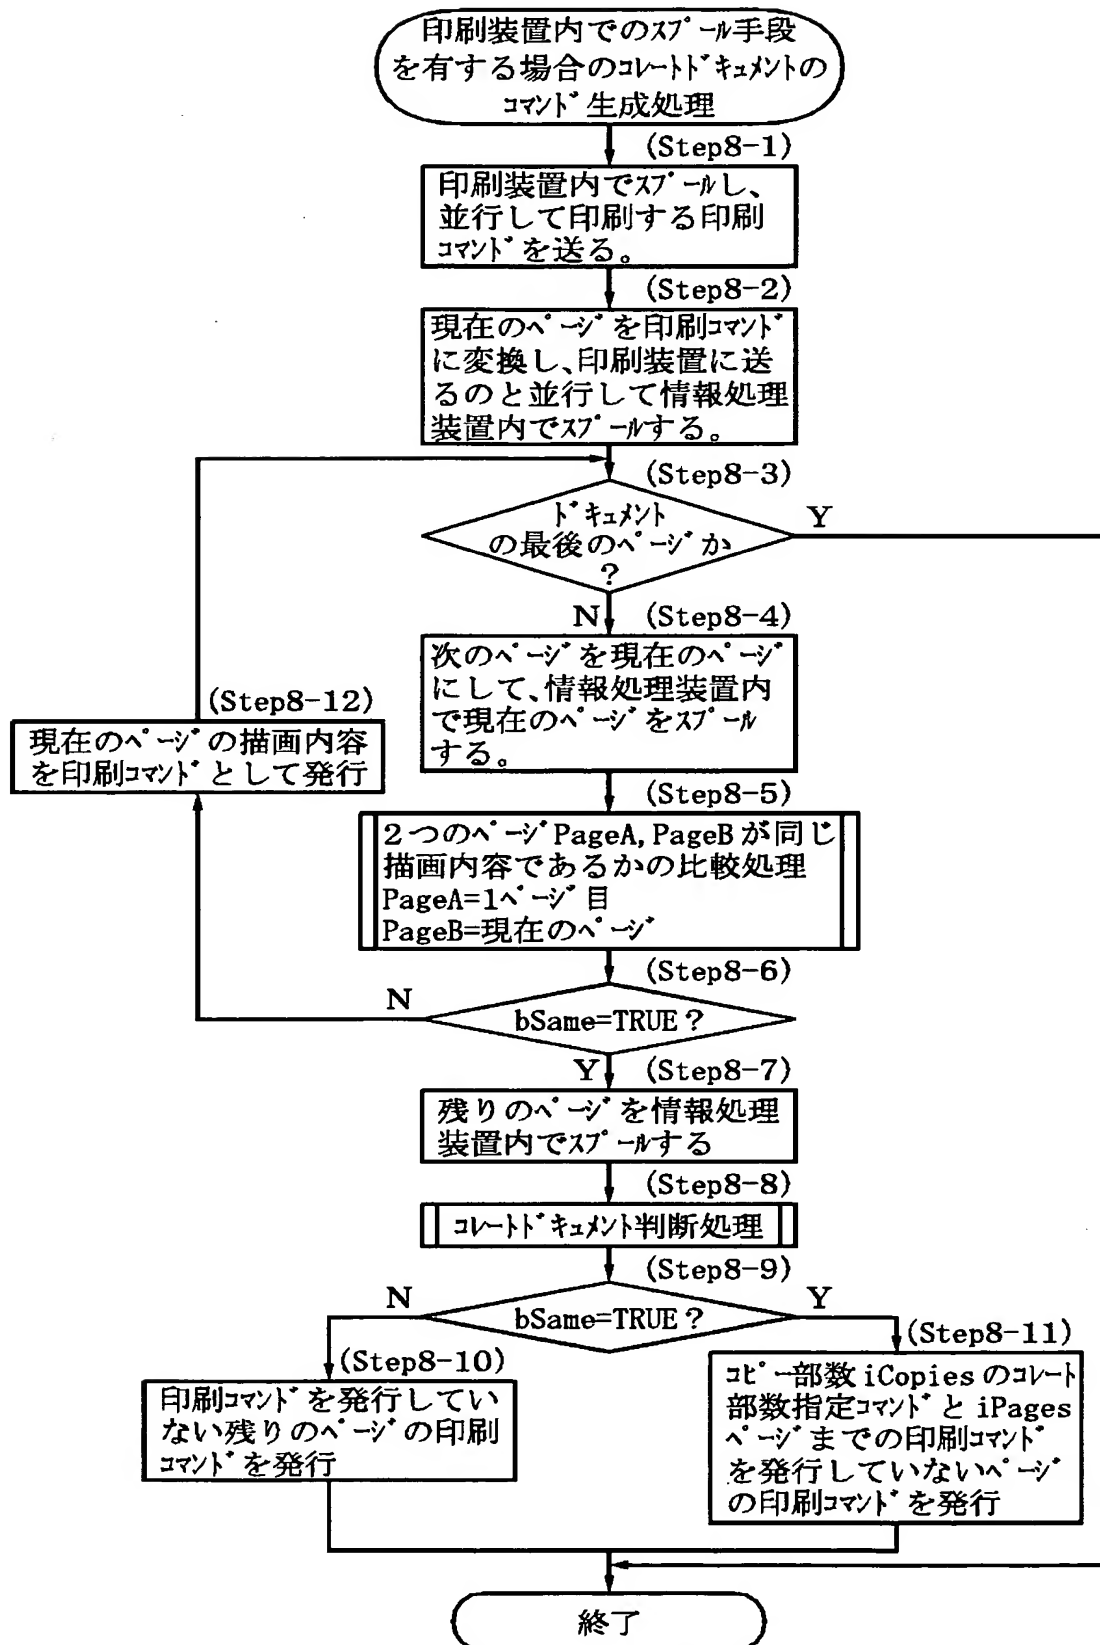 印刷装置内でのｽﾌﾟｰﾙ手段
を有する場合のｺﾚｰﾄﾄﾞｷｭﾒﾝﾄの
ｺﾏﾝﾄﾞ生成処理
(Step8-1)
印刷装置内でｽﾌﾟｰﾙし、
並行して印刷する印刷
ｺﾏﾝﾄﾞを送る。
(Step8-2)
現在のﾍﾟｰｼﾞを印刷ｺﾏﾝﾄﾞ
に変換し、印刷装置に送
るのと並行して情報処理
装置内でｽﾌﾟｰﾙする。
(Step8-3)
ﾄﾞｷｭﾒﾝﾄ
の最後のﾍﾟｰｼﾞか
?
Y
N
(Step8-4)
次のﾍﾟｰｼﾞを現在のﾍﾟｰｼﾞ
にして、情報処理装置内
で現在のﾍﾟｰｼﾞをｽﾌﾟｰﾙ
する。
(Step8-12)
現在のﾍﾟｰｼﾞの描画内容
を印刷ｺﾏﾝﾄﾞとして発行
(Step8-5)
２つのﾍﾟｰｼﾞPageA,PageBが同じ
描画内容であるかの比較処理
PageA=1ﾍﾟｰｼﾞ目
PageB=現在のﾍﾟｰｼﾞ
(Step8-6)
N
bSame=TRUE?
Y
(Step8-7)
残りのﾍﾟｰｼﾞを情報処理
装置内でｽﾌﾟｰﾙする
(Step8-8)
ｺﾚｰﾄﾄﾞｷｭﾒﾝﾄ判断処理
(Step8-9)
N
bSame=TRUE?
Y
(Step8-10)
印刷ｺﾏﾝﾄﾞを発行してい
ない残りのﾍﾟｰｼﾞの印刷
ｺﾏﾝﾄﾞを発行
(Step8-11)
ｺﾋﾟｰ部数iCopiesのｺﾚｰﾄ
部数指定ｺﾏﾝﾄﾞとiPages
ﾍﾟｰｼﾞまでの印刷ｺﾏﾝﾄﾞ
を発行していないﾍﾟｰｼﾞ
の印刷ｺﾏﾝﾄﾞを発行
終了